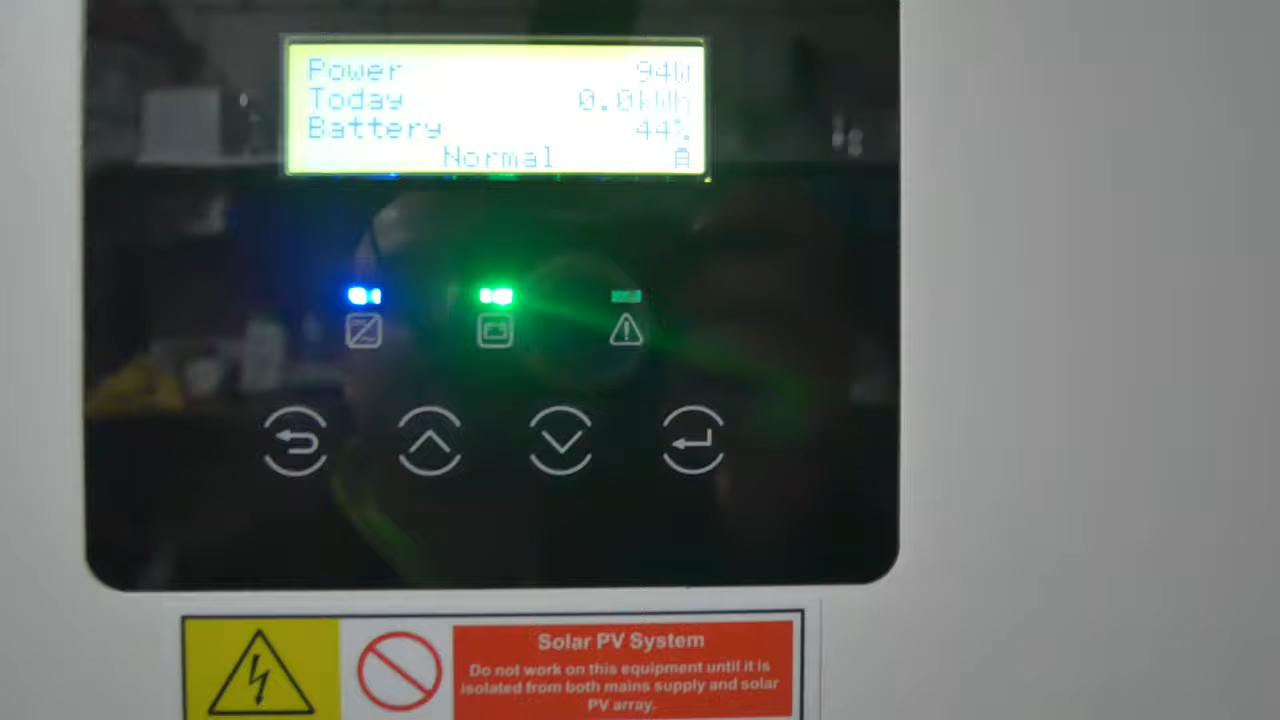 Power 94W
Today 0.0kWh
Battery 44%
Normal
Solar PV System
Do not work on this equipment until it is
isolated from both mains supply and solar
PV array.